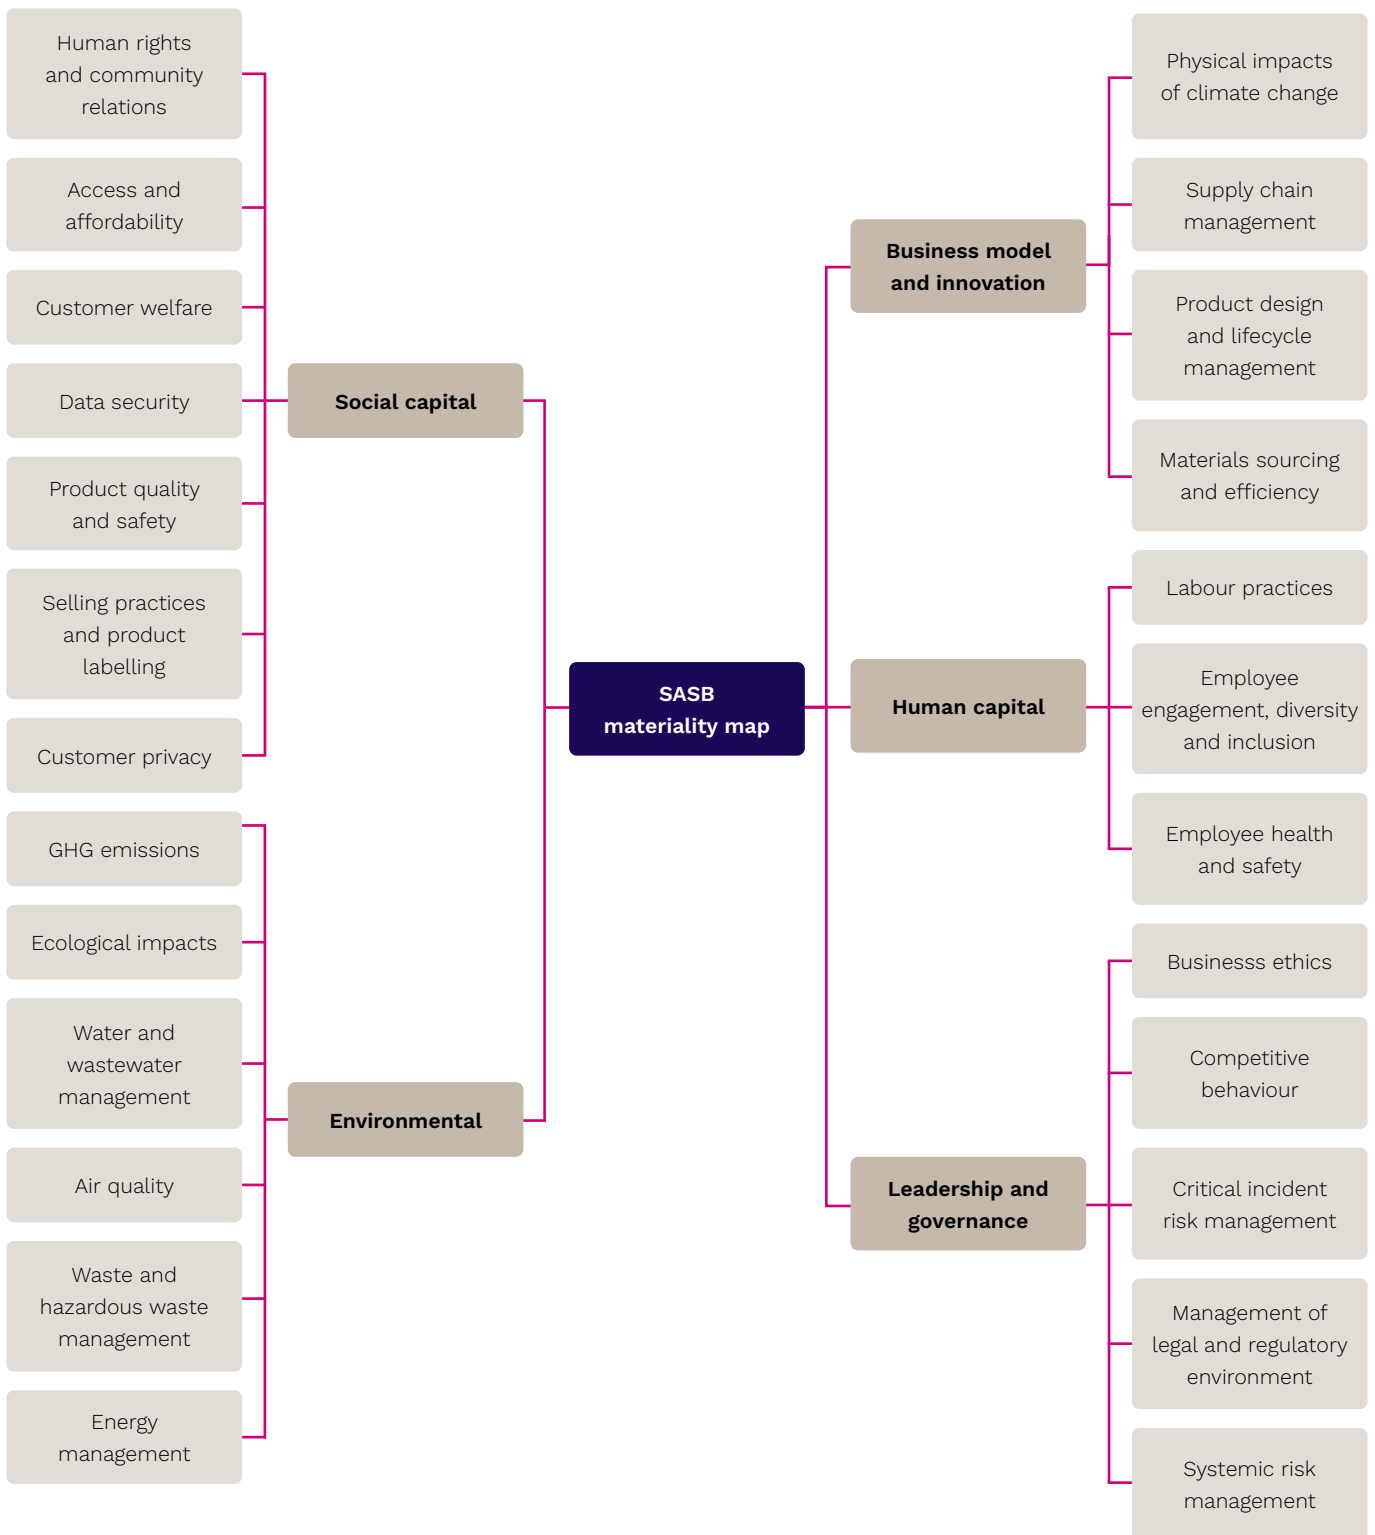 Human rights
and community
relations
Access and
affordability
Customer welfare
Data security
Product quality
and safety
Selling practices
and product
labelling
Customer privacy
Social capital
GHG emissions
Ecological impacts
Water and
wastewater
management
Air quality
Waste and
hazardous waste
management
Energy
management
Environmental
SASB
materiality map
Business model
and innovation
Physical impacts
of climate change
Supply chain
management
Product design
and lifecycle
management
Materials sourcing
and efficiency
Human capital
Labour practices
Employee
engagement, diversity
and inclusion
Employee health
and safety
Leadership and
governance
Businesss ethics
Competitive
behaviour
Critical incident
risk management
Management of
legal and regulatory
environment
Systemic risk
management